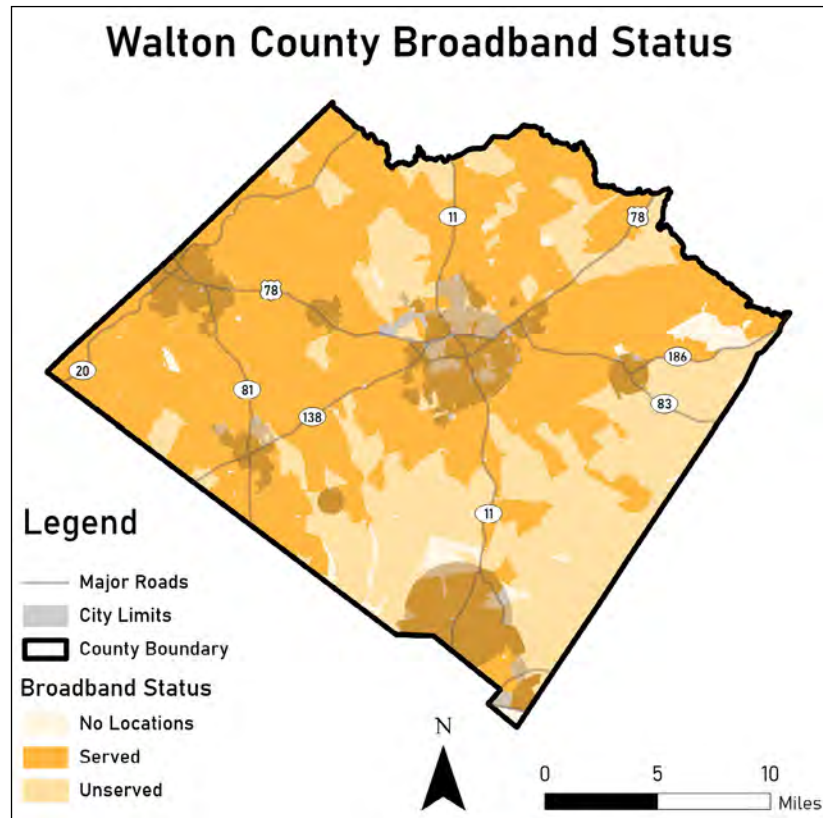 Walton County Broadband Status
11
78
78
186
20
81
83
138
11
Legend
Major Roads
City Limits
County Boundary
Broadband Status
No Locations
Served
Unserved
N
0 5 10
Miles